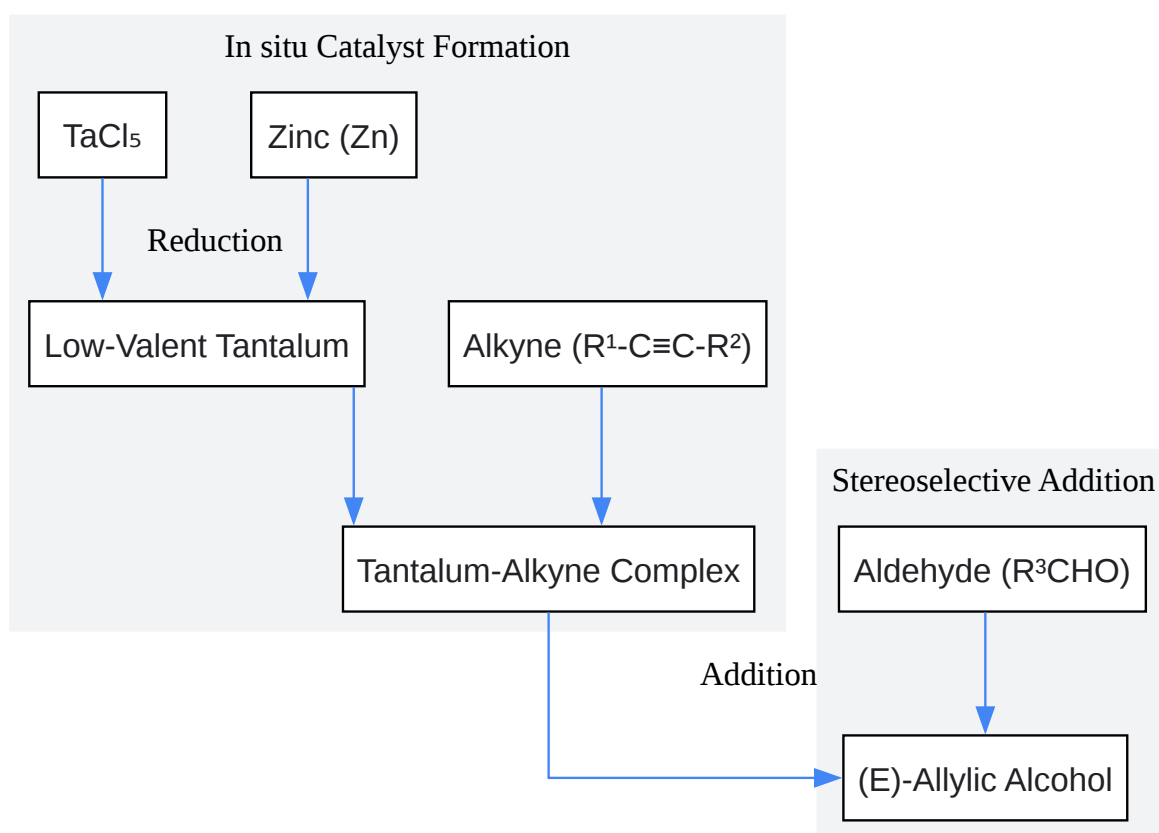 In situ Catalyst Formation
TaCl₅
Zinc (Zn)
Reduction
Low-Valent Tantalum
Alkyne (R¹-C≡C-R²)
Stereoselective Addition
Tantalum-Alkyne Complex
Aldehyde (R³CHO)
Addition
(E)-Allylic Alcohol